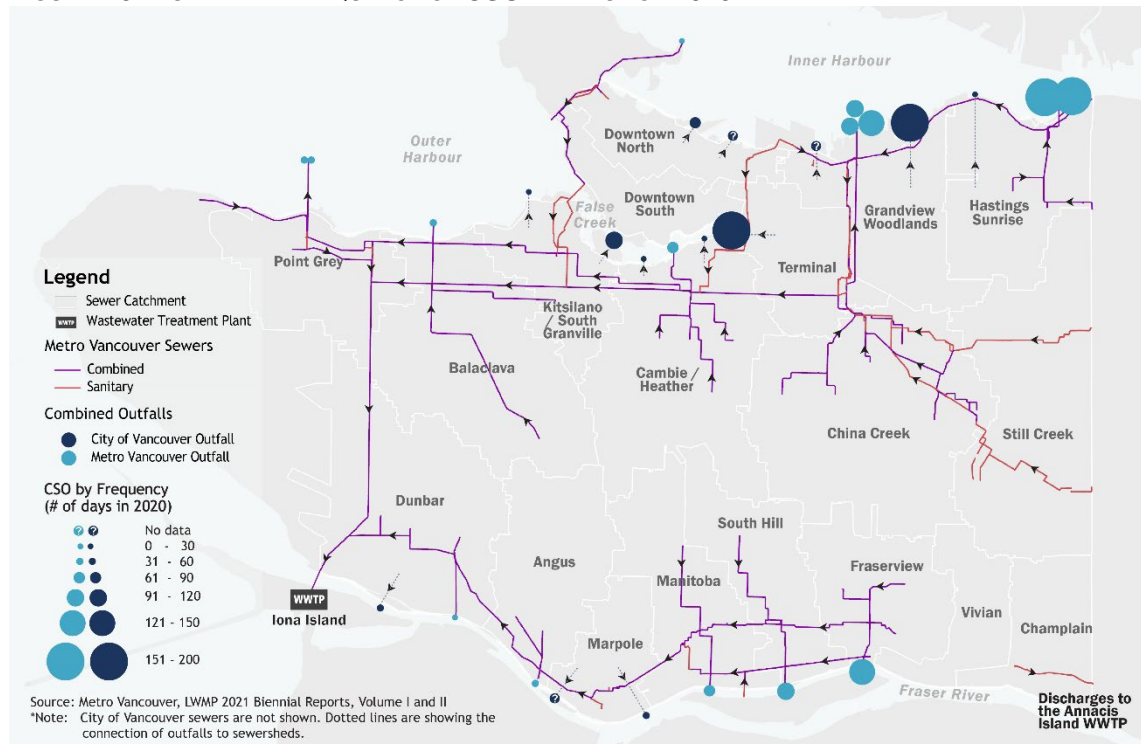 Inner Harbour
Outer
Harbour
Downtown
North
Downtown
South
False
Creek
Grandview
Woodlands
Hastings
Sunrise
Point Grey
Terminal
Kitsilano
/ South
Granville
Balaclava
Cambie /
Heather
China Creek
Still Creek
Dunbar
South Hill
Angus
Manitoba
Fraserview
Vivian
Champlain
Marpole
Fraser River
WWTP
Iona Island
Discharges to
the Annacis
Island WWTP
?
?
?
Legend
Sewer Catchment
WWTP Wastewater Treatment Plant
Metro Vancouver Sewers
Combined
Sanitary
Combined Outfalls
City of Vancouver Outfall
Metro Vancouver Outfall
CSO by Frequency
(# of days in 2020)
? ? No data
0 - 30
31 - 60
61 - 90
91 - 120
121 - 150
151 - 200
Source: Metro Vancouver, LWMP 2021 Biennial Reports, Volume I and II
*Note: City of Vancouver sewers are not shown. Dotted lines are showing the
connection of outfalls to sewersheds.